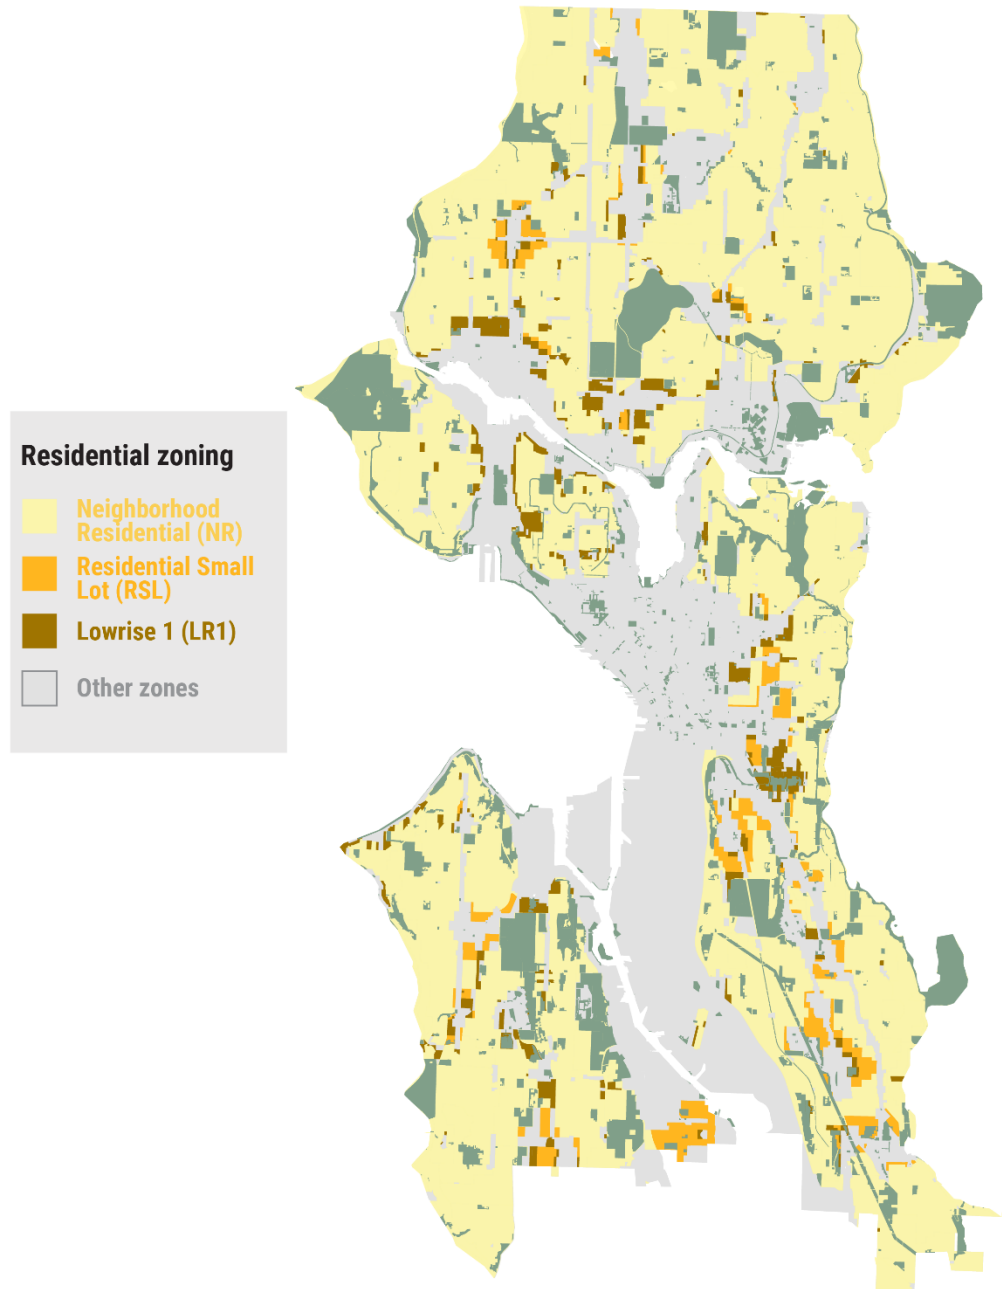 Residential zoning
Neighborhood
Residential (NR)
Residential Small
Lot (RSL)
Lowrise 1 (LR1)
Other zones